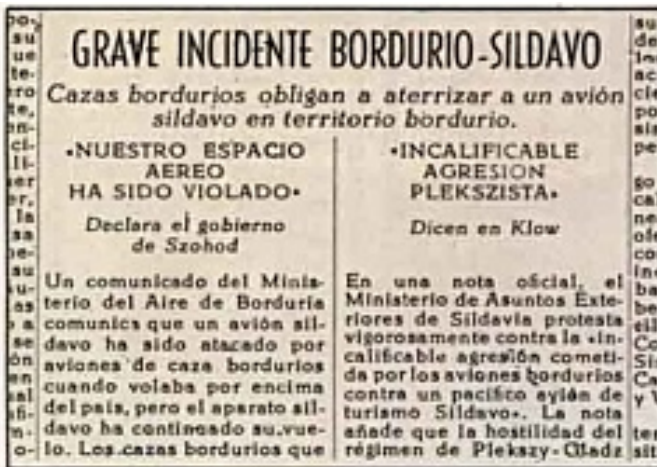 GRAVE INCIDENTE BORDURIO-SILDAVO
Cazas bordurios obligan a aterrizar a un avión
sildavo en territorio bordurio.
«NUESTRO ESPACIO
AEREO
HA SIDO VIOLADO»
Declara el gobierno
de Szohod
Un comunicado del Minis-
terio del Aire de Borduria
comunics que un avión sil-
davo ha sido atacado por
aviones de caza bordurios
cuando volaba por encima
del país, pero el aparato sil-
davo ha continuado su vue-
lo. Los cazas bordurios que
«INCALIFICABLE
AGRESION
PLEKSZISTA»
Dicen en Klow
En una nota oficial, el
Ministerio de Asuntos Exte-
riores de Sildavia protesta
vigorosamente contra la «in-
calificable agresión cometi-
da por los aviones bordurios
contra un pacífico avión de
turismo Sildavo». La nota
añade que la hostilidad del
régimen de Plekszy-Gladz